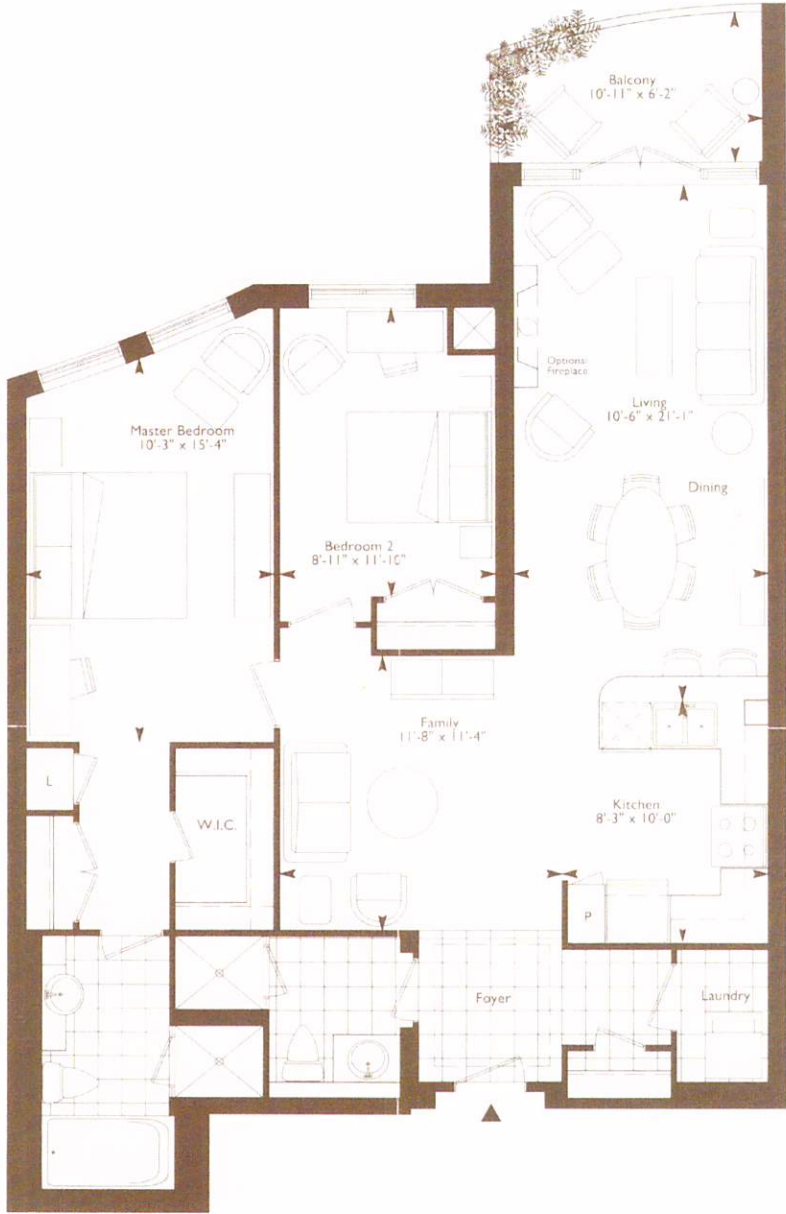 Balcony
10'-11" x 6'-2"
Optional
Fireplace
Living
10'-6" x 21'-1"
Master Bedroom
10'-3" x 15'-4"
Dining
Bedroom 2
8'-11" x 11'-10"
Family
11'-8" x 11'-4"
L
W.I.C.
Kitchen
8'-3" x 10'-0"
P
Foyer
Laundry